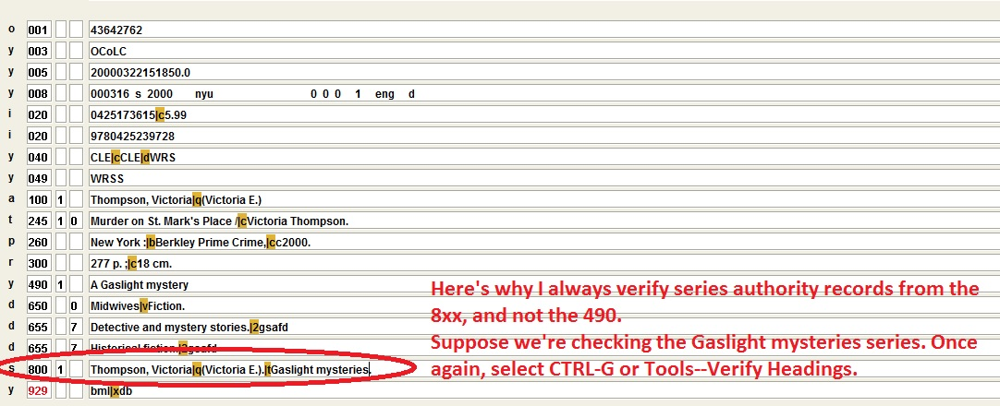 o 001 43642762
y 003 OCoLC
y 005 20000322151850.0
y 008 000316 s 2000 nyu 0 0 0 1 eng d
i 020 0425173615|c5.99
i 020 9780425239728
y 040 CLE|cCLE|dWRS
y 049 WRSS
a 100 1 Thompson, Victoria|q(Victoria E.)
t 245 1 0 Murder on St. Mark's Place /|cVictoria Thompson.
p 260 New York :|bBerkley Prime Crime,|cc2000.
r 300 277 p. ;|c18 cm.
y 490 1 A Gaslight mystery
d 650 0 Midwives|vFiction.
d 655 7 Detective and mystery stories.|2gsafd
d 655 7 Historical fiction.|2gsafd
s 800 1 Thompson, Victoria|q(Victoria E.).|tGaslight mysteries.
y 929 bml|xdb
Here's why I always verify series authority records from the
8xx, and not the 490.
Suppose we're checking the Gaslight mysteries series. Once
again, select CTRL-G or Tools--Verify Headings.